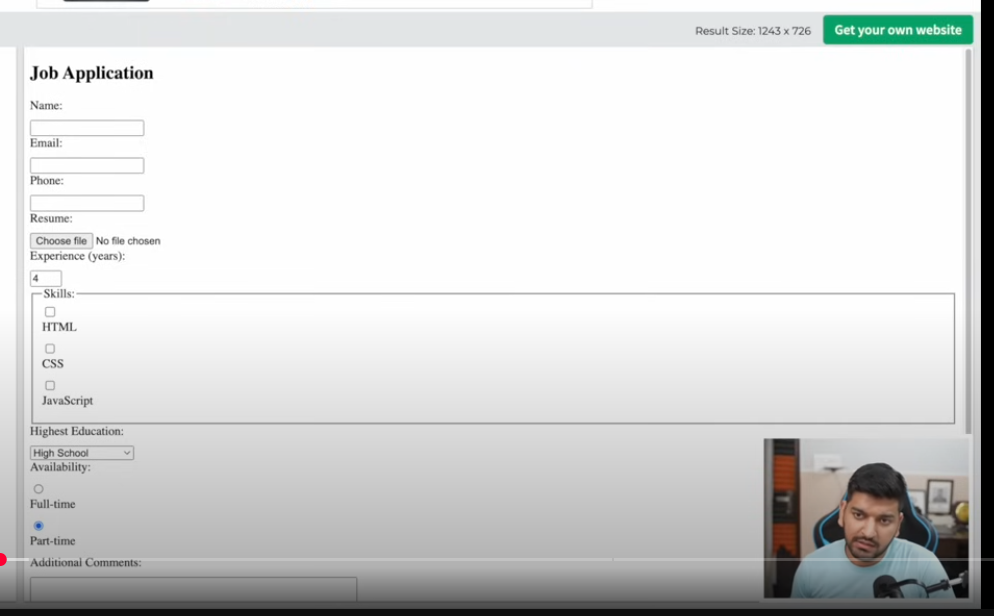 Result Size: 1243 x 726
Get your own website
Job Application
Name:
Email:
Phone:
Resume:
Choose file No file chosen
Experience (years):
4
Skills:
HTML
CSS
JavaScript
Highest Education:
High School
Availability:
Full-time
Part-time
Additional Comments: